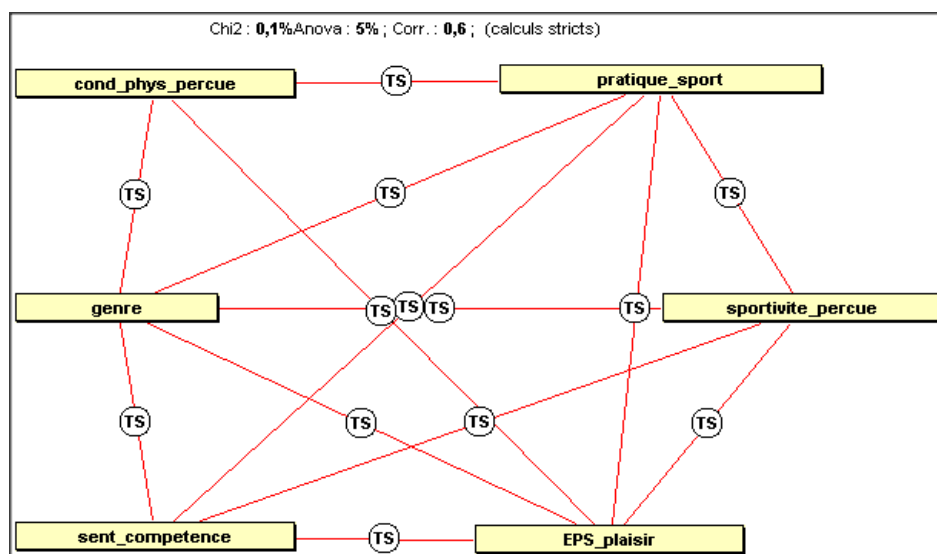 Chi2 : 0,1%Anova : 5% ; Corr. : 0,6 ; (calculs stricts)
cond_phys_percue TS pratique_sport
TS TS TS
genre TS TS TS TS sportivite_percue
TS TS TS TS
sent_competence TS EPS_plaisir